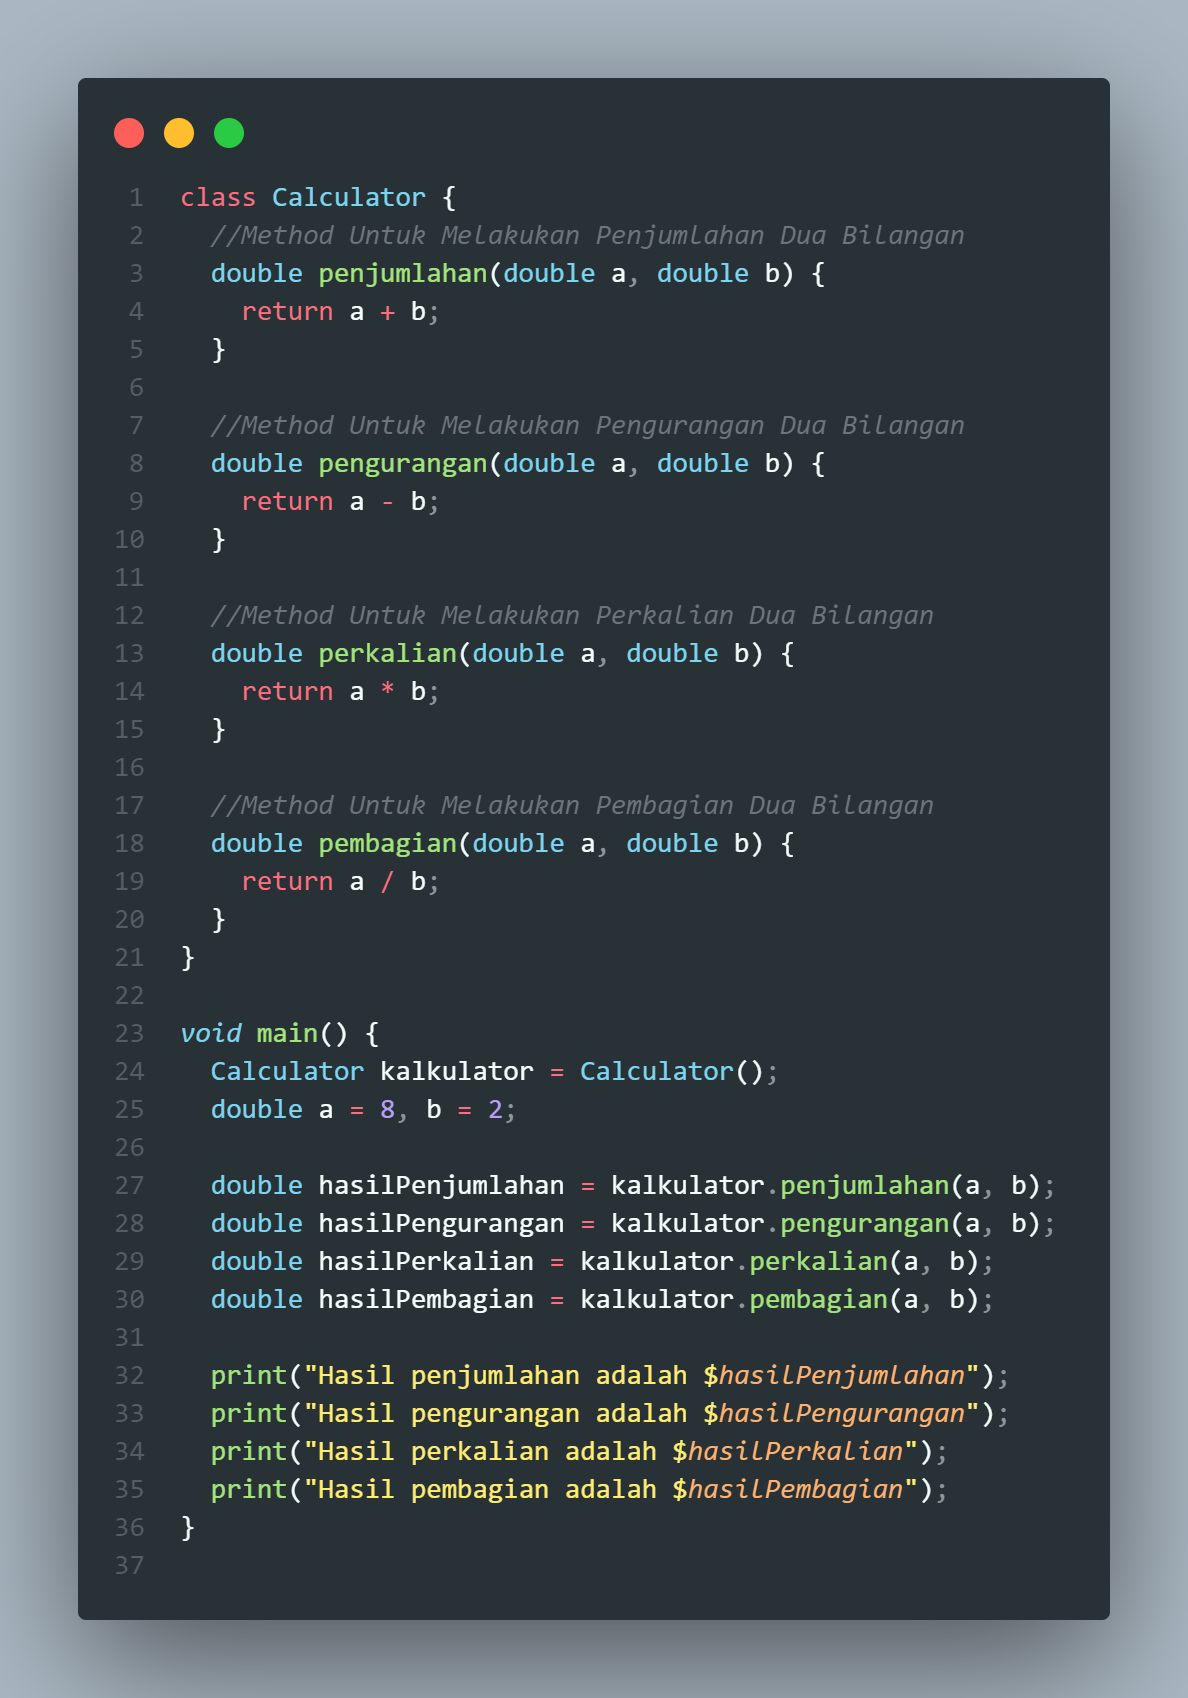 1 class Calculator {
2   //Method Untuk Melakukan Penjumlahan Dua Bilangan
3   double penjumlahan(double a, double b) {
4     return a + b;
5   }
6
7   //Method Untuk Melakukan Pengurangan Dua Bilangan
8   double pengurangan(double a, double b) {
9     return a - b;
10   }
11
12   //Method Untuk Melakukan Perkalian Dua Bilangan
13   double perkalian(double a, double b) {
14     return a * b;
15   }
16
17   //Method Untuk Melakukan Pembagian Dua Bilangan
18   double pembagian(double a, double b) {
19     return a / b;
20   }
21 }
22
23 void main() {
24   Calculator kalkulator = Calculator();
25   double a = 8, b = 2;
26
27   double hasilPenjumlahan = kalkulator.penjumlahan(a, b);
28   double hasilPengurangan = kalkulator.pengurangan(a, b);
29   double hasilPerkalian = kalkulator.perkalian(a, b);
30   double hasilPembagian = kalkulator.pembagian(a, b);
31
32   print("Hasil penjumlahan adalah $hasilPenjumlahan");
33   print("Hasil pengurangan adalah $hasilPengurangan");
34   print("Hasil perkalian adalah $hasilPerkalian");
35   print("Hasil pembagian adalah $hasilPembagian");
36 }
37